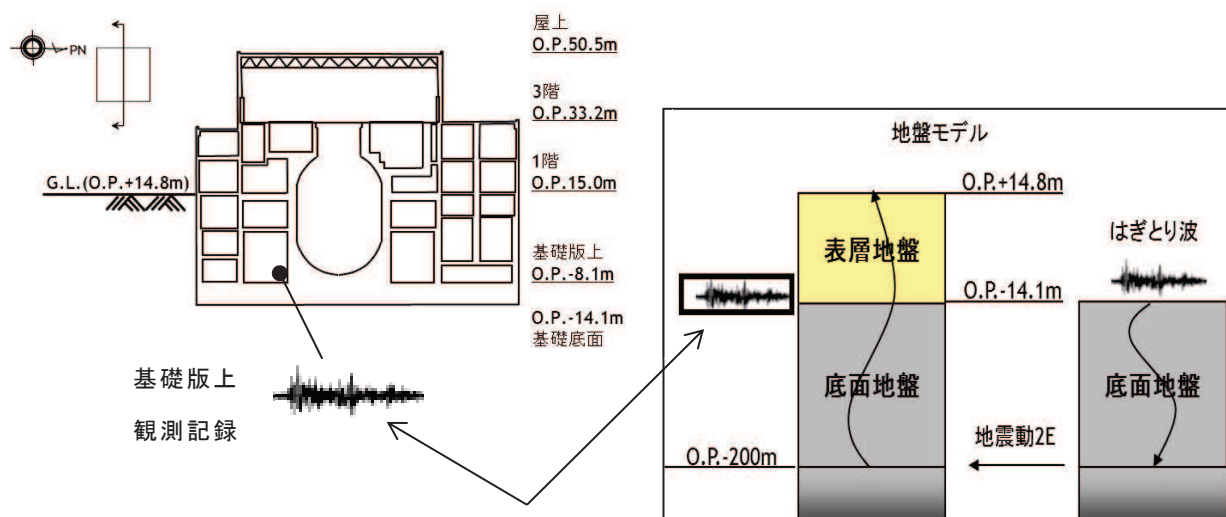 PN
屋上
O.P.50.5m
3階
O.P.33.2m
1階
O.P.15.0m
基礎版上
O.P.-8.1m
O.P.-14.1m
基礎底面
G.L.(O.P.+14.8m)
基礎版上
観測記録
地盤モデル
O.P.+14.8m
表層地盤
はぎとり波
O.P.-14.1m
底面地盤
底面地盤
地震動2E
O.P.-200m